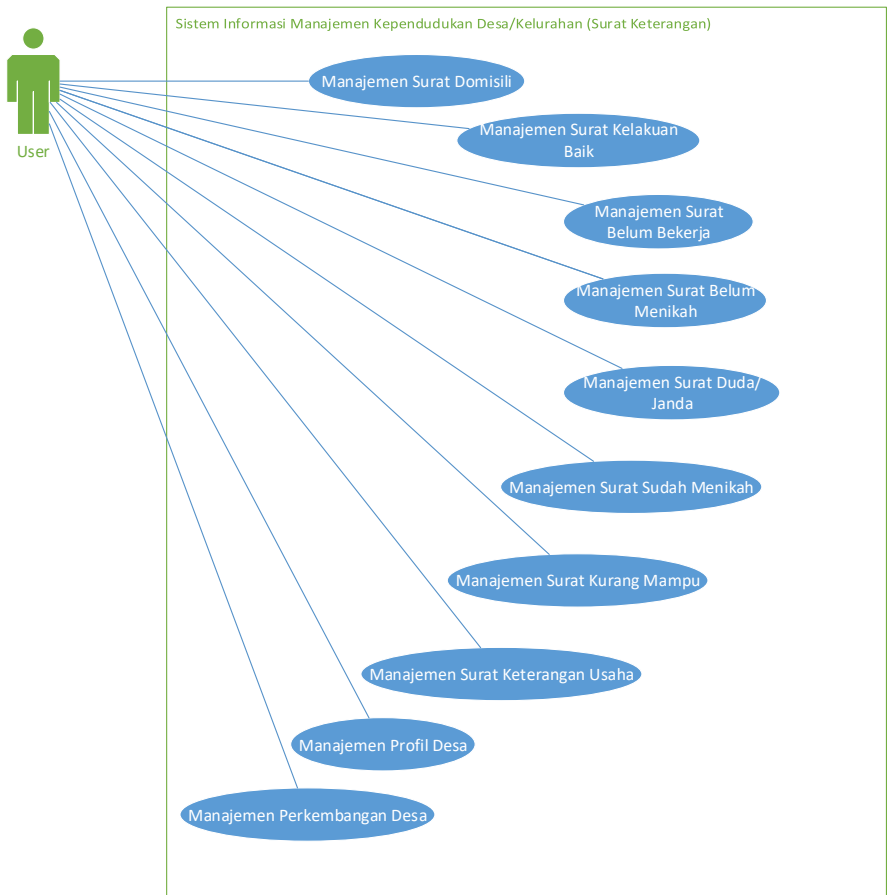 Sistem Informasi Manajemen Kependudukan Desa/Kelurahan (Surat Keterangan)
User
Manajemen Surat Domisili
Manajemen Surat Kelakuan
Baik
Manajemen Surat
Belum Bekerja
Manajemen Surat Belum
Menikah
Manajemen Surat Duda/
Janda
Manajemen Surat Sudah Menikah
Manajemen Surat Kurang Mampu
Manajemen Surat Keterangan Usaha
Manajemen Profil Desa
Manajemen Perkembangan Desa